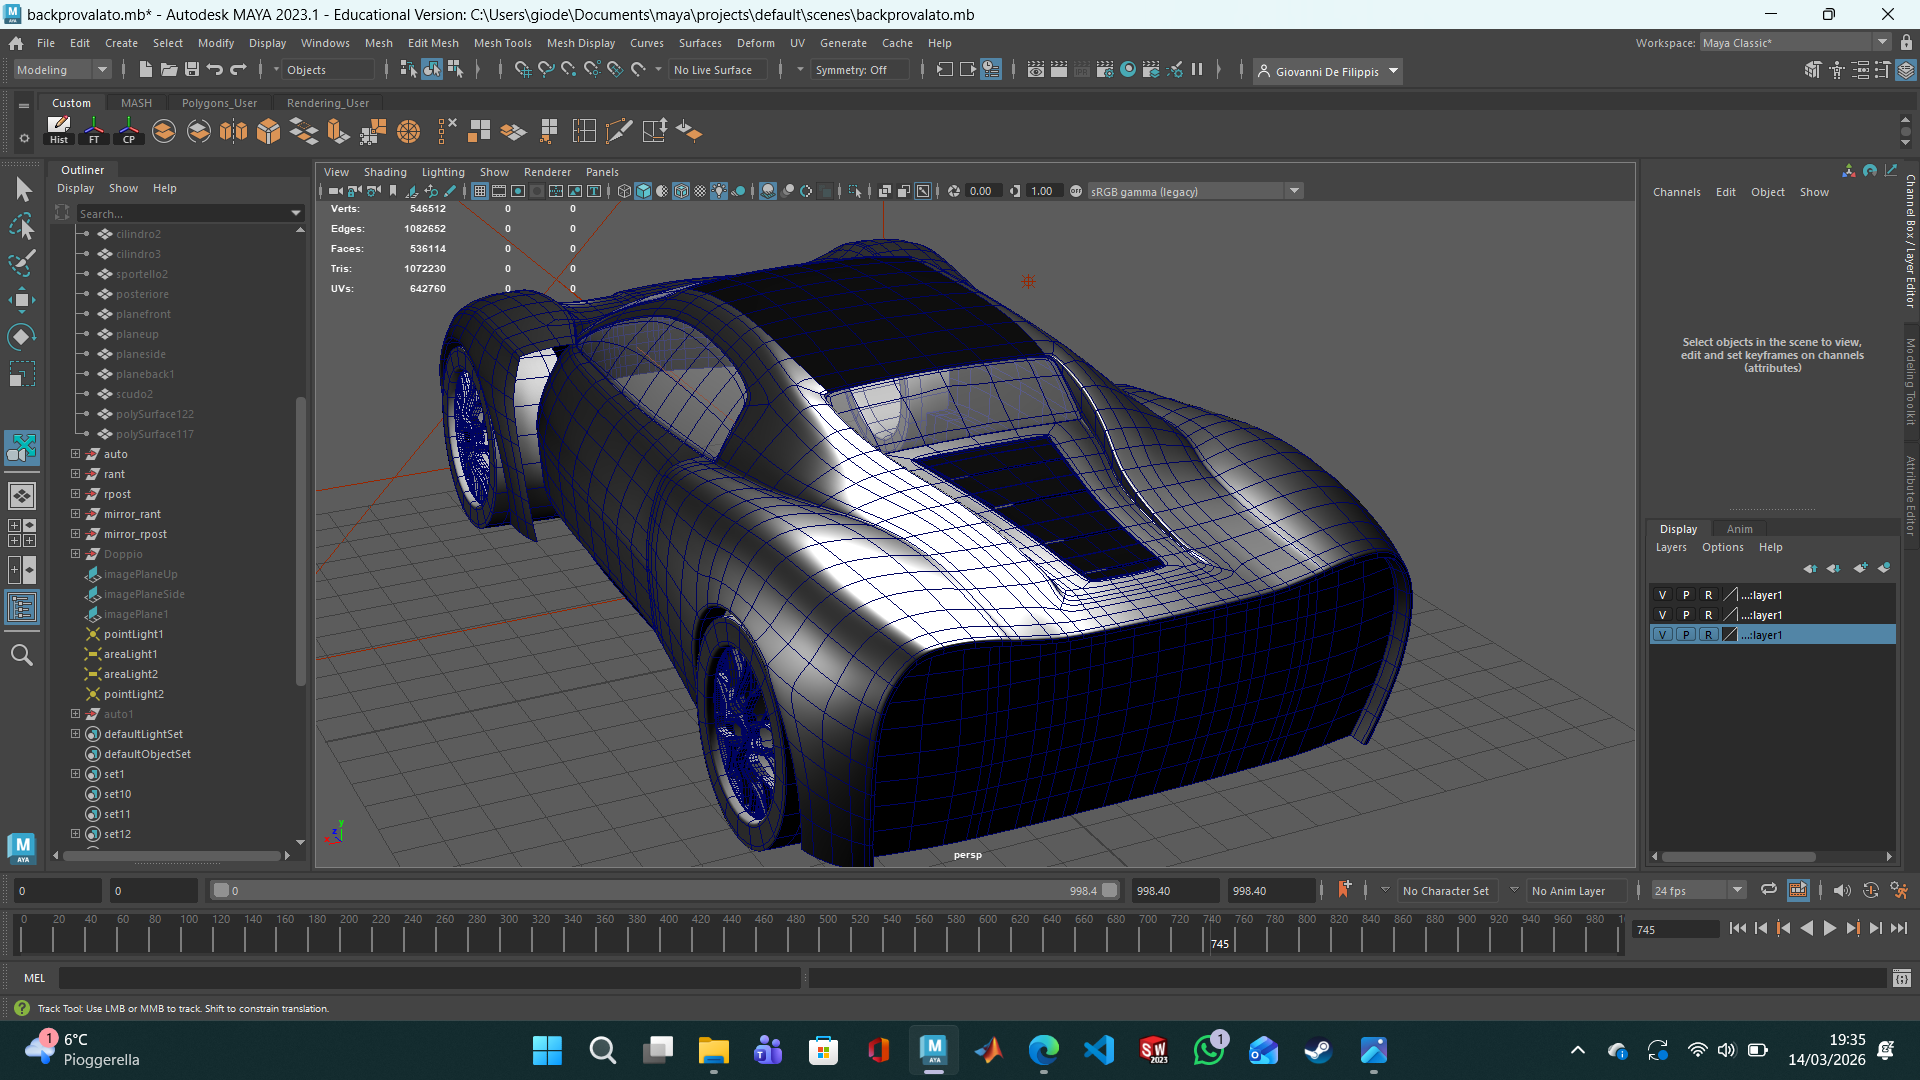 backprovalato.mb* - Autodesk MAYA 2023.1 - Educational Version: C:\Users\giode\Documents\maya\projects\default\scenes\backprovalato.mb
File Edit Create Select Modify Display Windows Mesh Edit Mesh Mesh Tools Mesh Display Curves Surfaces Deform UV Generate Cache Help
Workspace: Maya Classic*
Modeling Objects No Live Surface Symmetry: Off Giovanni De Filippis
Custom MASH Polygons_User Rendering_User
Hist FT CP
Outliner
Display Show Help
Search...
cilindro2
cilindro3
sportello2
posteriore
planefront
planeup
planeside
planeback1
scudo2
polySurface122
polySurface117
auto
rant
rpost
mirror_rant
mirror_rpost
Doppio
imagePlaneUp
imagePlaneSide
imagePlane1
pointLight1
areaLight1
areaLight2
pointLight2
auto1
defaultLightSet
defaultObjectSet
set1
set10
set11
set12
View Shading Lighting Show Renderer Panels
0.00 1.00 sRGB gamma (legacy)
Verts: 546512 0 0
Edges: 1082652 0 0
Faces: 536114 0 0
Tris: 1072230 0 0
UVs: 642760 0 0
y
z
persp
Channels Edit Object Show
Select objects in the scene to view,
edit and set keyframes on channels
(attributes)
Channel Box / Layer Editor
Modeling Toolkit
Attribute Editor
Display Anim
Layers Options Help
V P R ...:layer1
V P R ...:layer1
V P R ...:layer1
0 0 0 998.4 998.40 998.40 No Character Set No Anim Layer 24 fps
0 20 40 60 80 100 120 140 160 180 200 220 240 260 280 300 320 340 360 380 400 420 440 460 480 500 520 540 560 580 600 620 640 660 680 700 720 740 760 780 800 820 840 860 880 900 920 940 960 980
745
745
MEL
Track Tool: Use LMB or MMB to track. Shift to constrain translation.
M
AYA
1
6°C
Pioggerella
M
AYA
SW
2023
1
19:35
14/03/2026